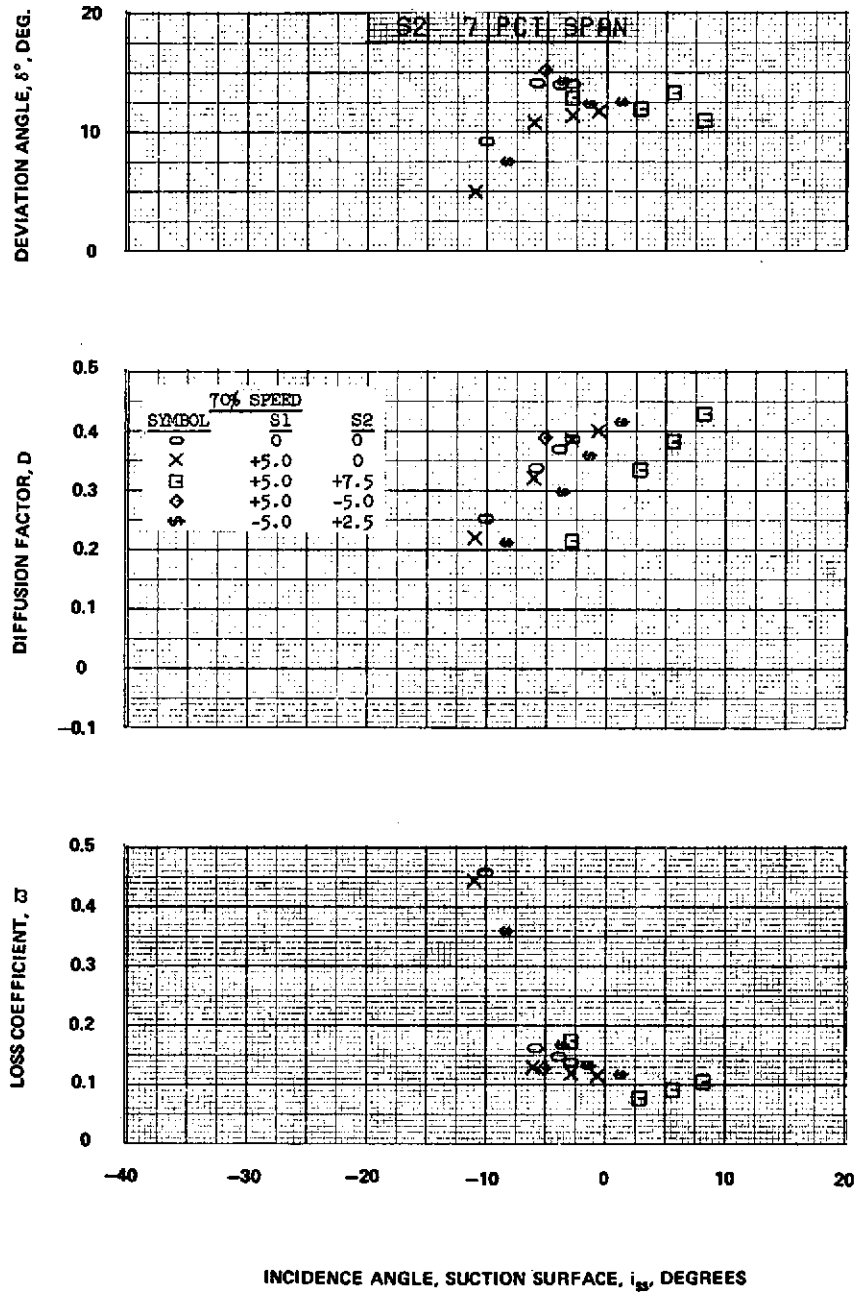 S2 7 PCT SPAN
DEVIATION ANGLE, δ°, DEG.
20
10
0
DIFFUSION FACTOR, D
0.5
0.4
0.3
0.2
0.1
0
−0.1
70% SPEED
SYMBOL S1 S2
0 0
+5.0 0
+5.0 +7.5
+5.0 -5.0
-5.0 +2.5
LOSS COEFFICIENT, ϖ
0.5
0.4
0.3
0.2
0.1
0
−40 −30 −20 −10 0 10 20
INCIDENCE ANGLE, SUCTION SURFACE, iss, DEGREES